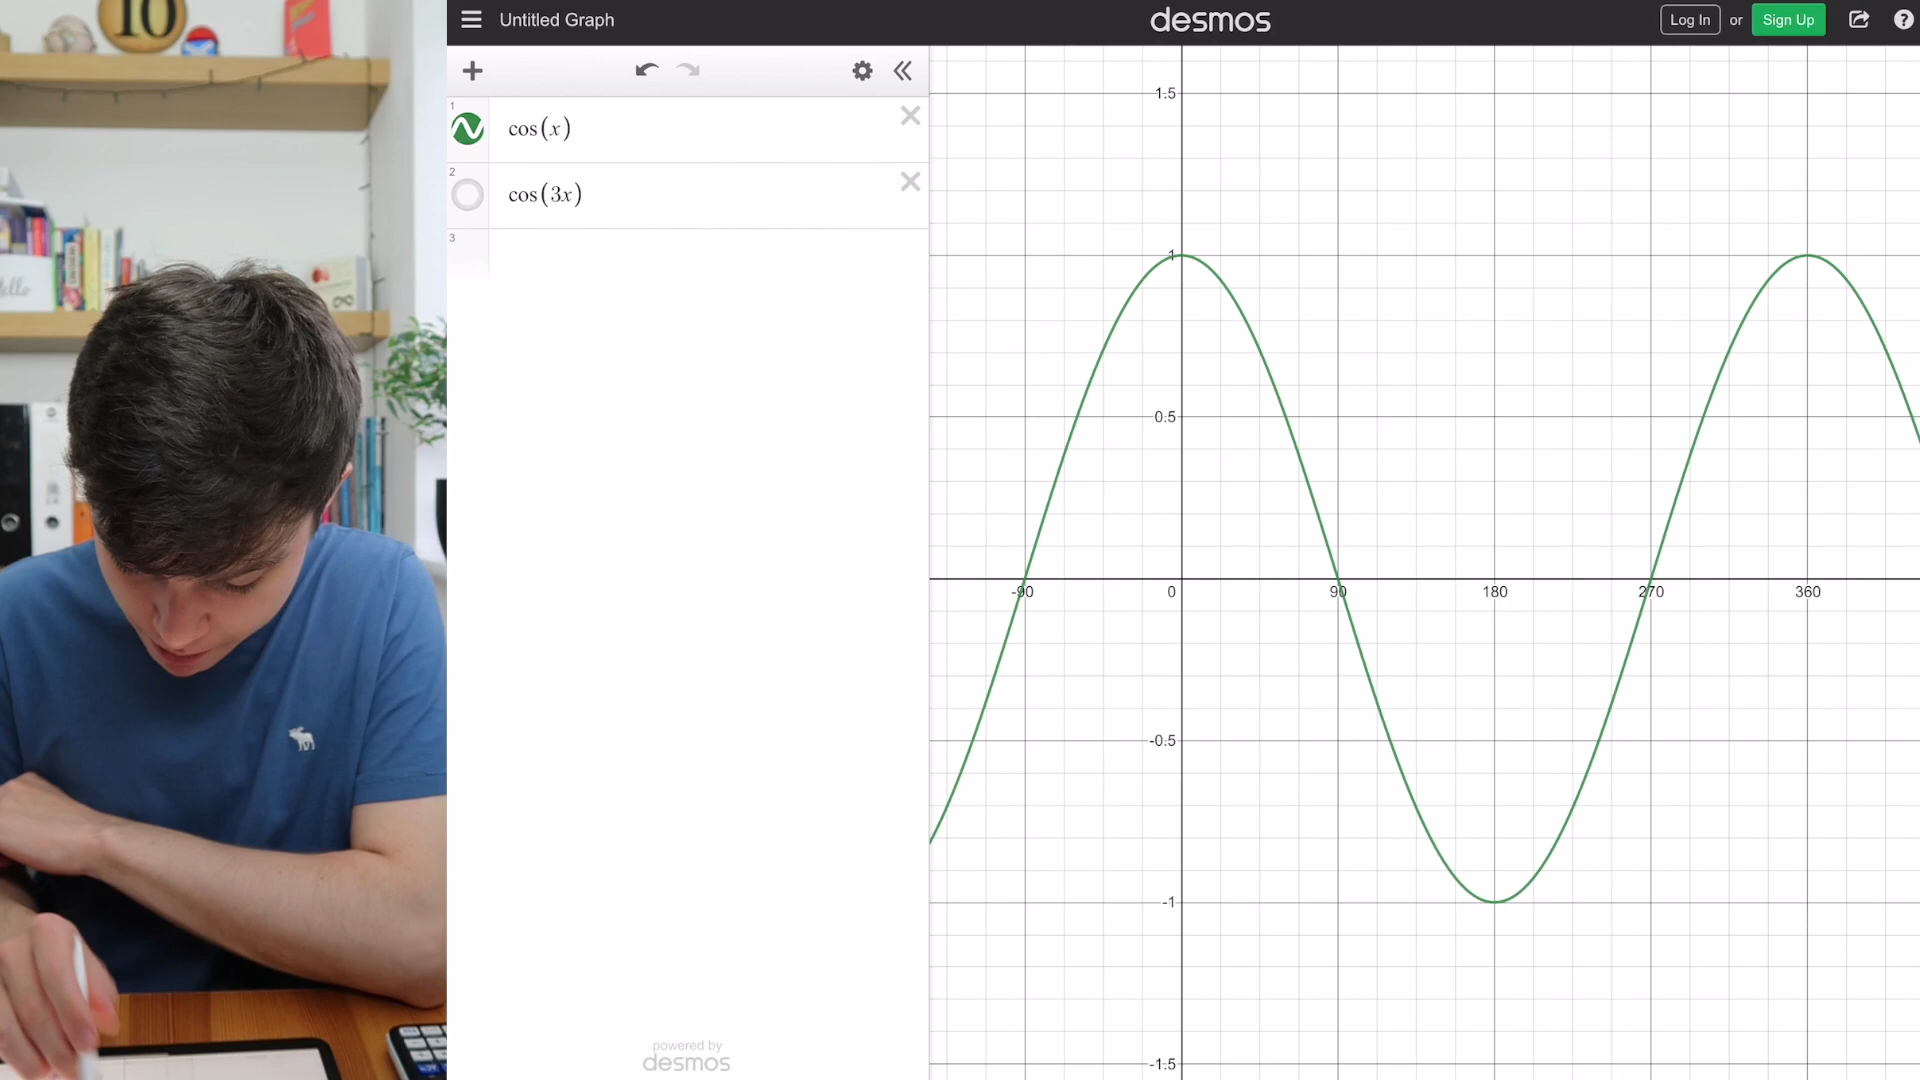 10
Hello
Untitled Graph
desmos
Log In or Sign Up
?
1
cos(x)
2
cos(3x)
3
1.5
1
0.5
-90 0 90 180 270 360
-0.5
-1
-1.5
powered by
desmos